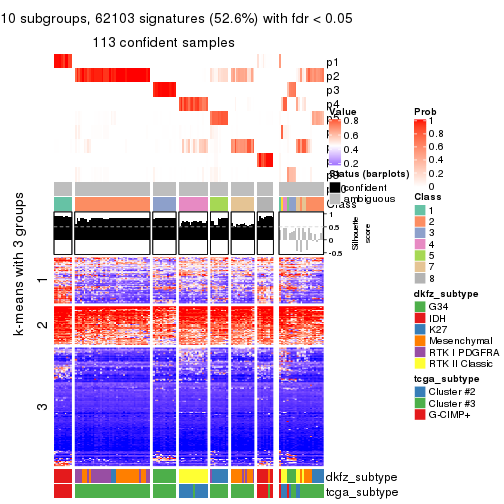 10 subgroups, 62103 signatures (52.6%) with fdr < 0.05
113 confident samples
p1
p2
p3
p4
Value
0.8
0.6
0.4
0.2
Prob
1
0.8
0.6
0.4
0.2
0
Status (barplots)
confident
ambiguous
Class
1
2
3
4
5
7
8
1
0.5
0
-0.5
Silhouette
score
k-means with 3 groups
1
2
3
dkfz_subtype
G34
IDH
K27
Mesenchymal
RTK I PDGFRA
RTK II Classic
tcga_subtype
Cluster #2
Cluster #3
G-CIMP+
dkfz_subtype
tcga_subtype